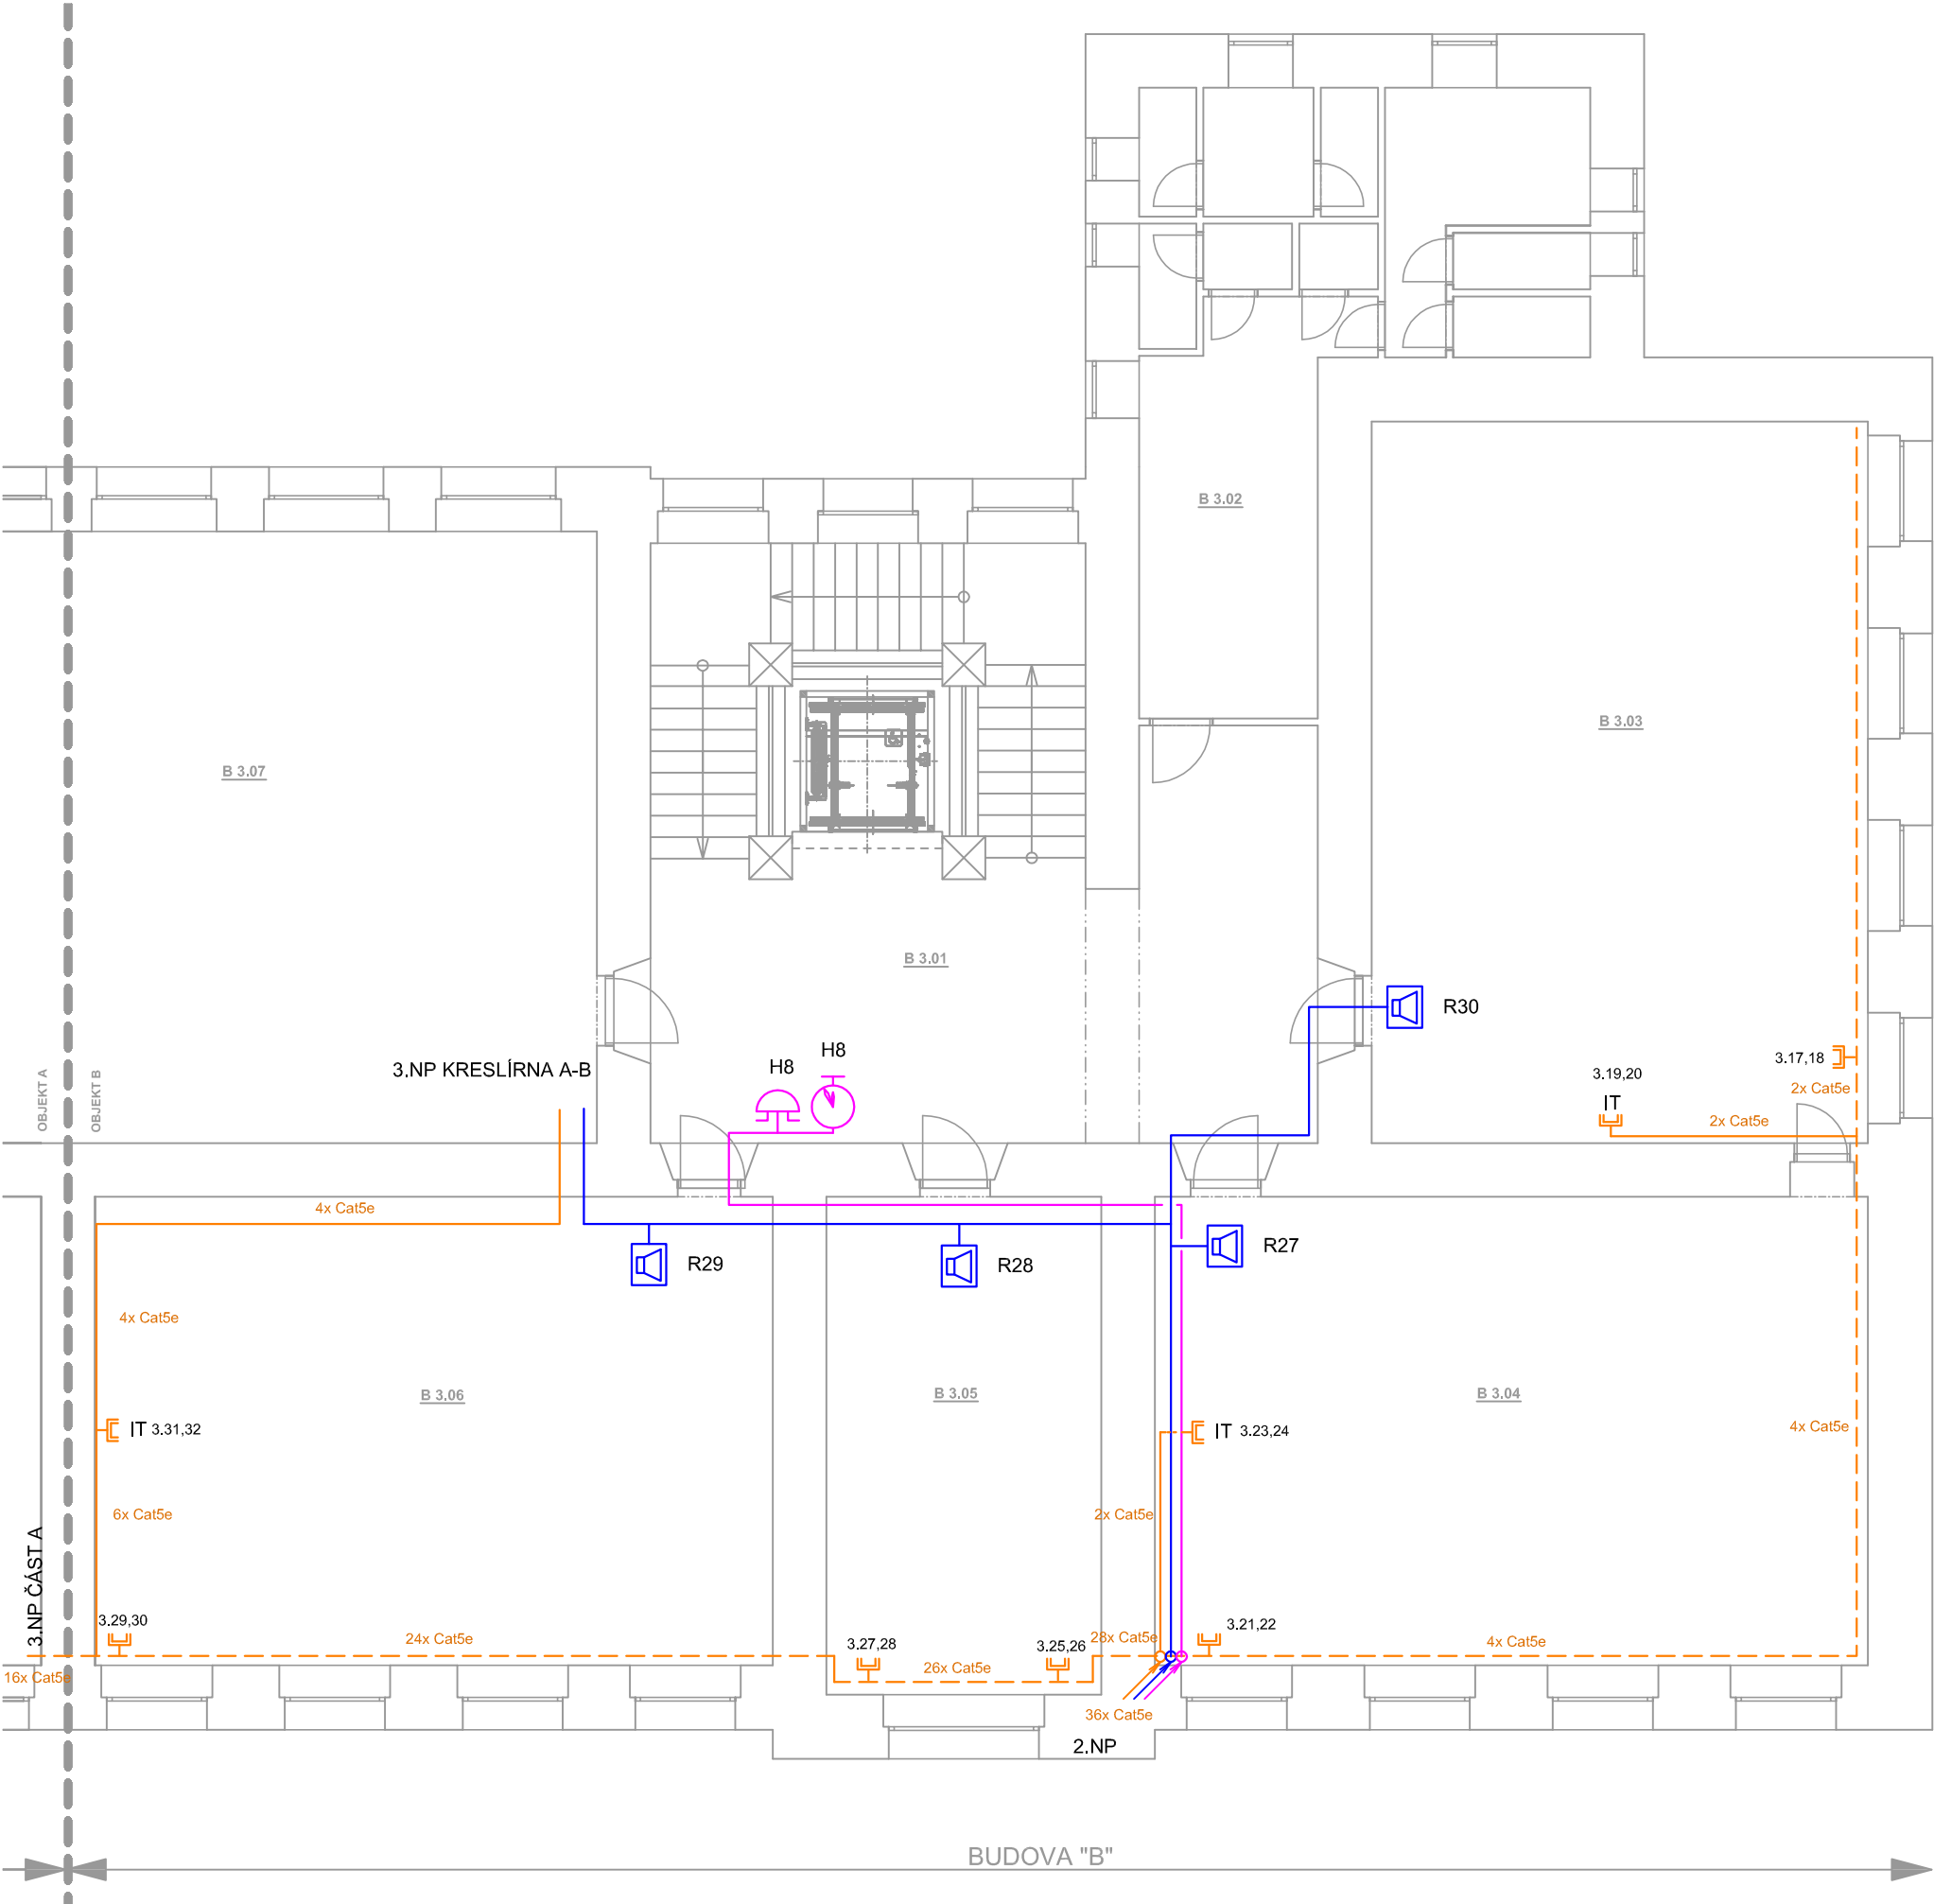 B 3.02
B 3.03
B 3.07
B 3.01
R30
H8
H8
3.NP KRESLÍRNA A-B
3.17,18
3.19,20
IT
2x Cat5e
2x Cat5e
OBJEKT A
OBJEKT B
4x Cat5e
R29
R28
R27
4x Cat5e
B 3.06
B 3.05
B 3.04
IT 3.31,32
IT 3.23,24
4x Cat5e
6x Cat5e
2x Cat5e
3.NP ČÁST A
3.29,30
24x Cat5e
3.27,28
3.25,26
28x Cat5e
3.21,22
4x Cat5e
16x Cat5e
26x Cat5e
36x Cat5e
2.NP
BUDOVA "B"